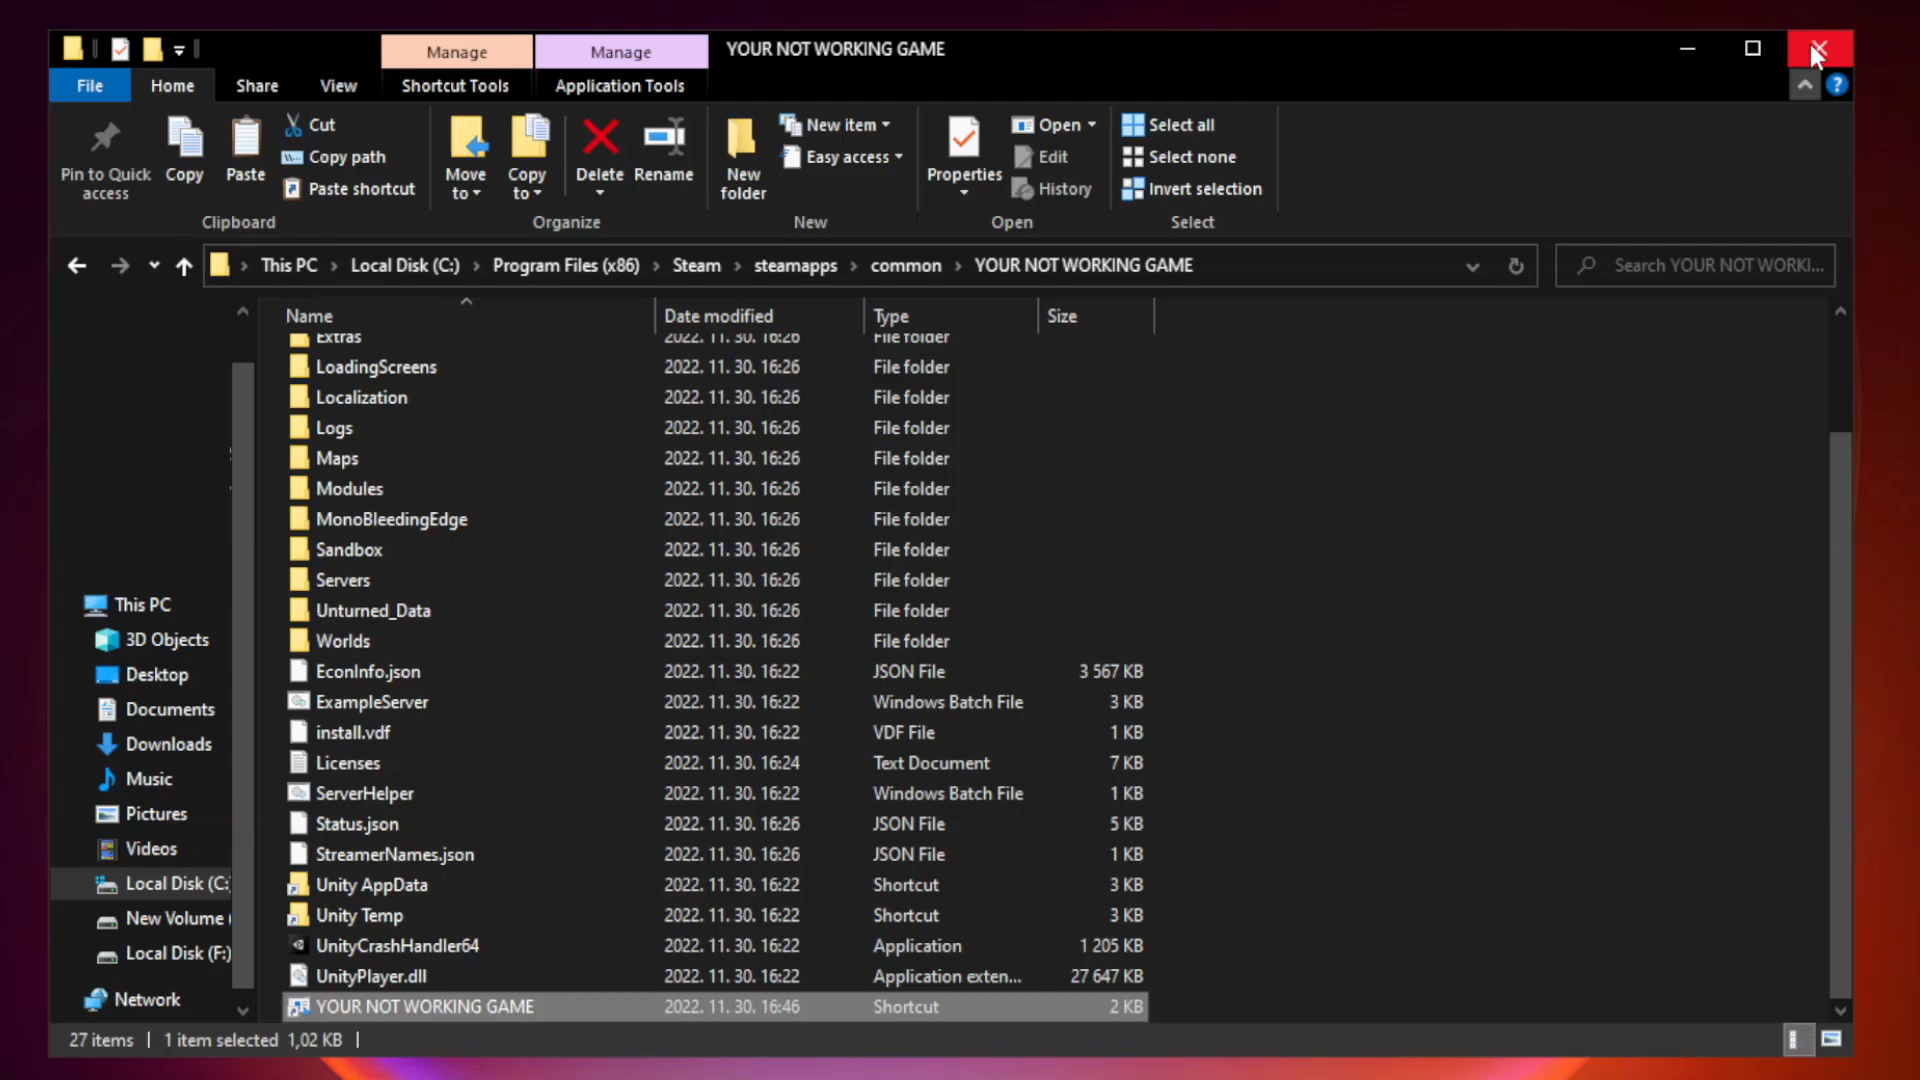 Manage Manage YOUR NOT WORKING GAME
File Home Share View Shortcut Tools Application Tools
Pin to Quick access
Copy
Paste
Cut
Copy path
Paste shortcut
Clipboard
Move to
Copy to
Delete
Rename
Organize
New folder
New item
Easy access
New
Properties
Open
Edit
History
Open
Select all
Select none
Invert selection
Select
This PC Local Disk (C:) Program Files (x86) Steam steamapps common YOUR NOT WORKING GAME
Search YOUR NOT WORKI...
Name Date modified Type Size
Extras 2022. 11. 30. 16:26 File folder
LoadingScreens 2022. 11. 30. 16:26 File folder
Localization 2022. 11. 30. 16:26 File folder
Logs 2022. 11. 30. 16:26 File folder
Maps 2022. 11. 30. 16:26 File folder
Modules 2022. 11. 30. 16:26 File folder
MonoBleedingEdge 2022. 11. 30. 16:26 File folder
Sandbox 2022. 11. 30. 16:26 File folder
Servers 2022. 11. 30. 16:26 File folder
Unturned_Data 2022. 11. 30. 16:26 File folder
Worlds 2022. 11. 30. 16:26 File folder
EconInfo.json 2022. 11. 30. 16:22 JSON File 3 567 KB
ExampleServer 2022. 11. 30. 16:22 Windows Batch File 3 KB
install.vdf 2022. 11. 30. 16:22 VDF File 1 KB
Licenses 2022. 11. 30. 16:24 Text Document 7 KB
ServerHelper 2022. 11. 30. 16:22 Windows Batch File 1 KB
Status.json 2022. 11. 30. 16:26 JSON File 5 KB
StreamerNames.json 2022. 11. 30. 16:26 JSON File 1 KB
Unity AppData 2022. 11. 30. 16:22 Shortcut 3 KB
Unity Temp 2022. 11. 30. 16:22 Shortcut 3 KB
UnityCrashHandler64 2022. 11. 30. 16:22 Application 1 205 KB
UnityPlayer.dll 2022. 11. 30. 16:22 Application exten... 27 647 KB
YOUR NOT WORKING GAME 2022. 11. 30. 16:46 Shortcut 2 KB
This PC
3D Objects
Desktop
Documents
Downloads
Music
Pictures
Videos
Local Disk (C:)
New Volume (
Local Disk (F:)
Network
27 items 1 item selected 1,02 KB